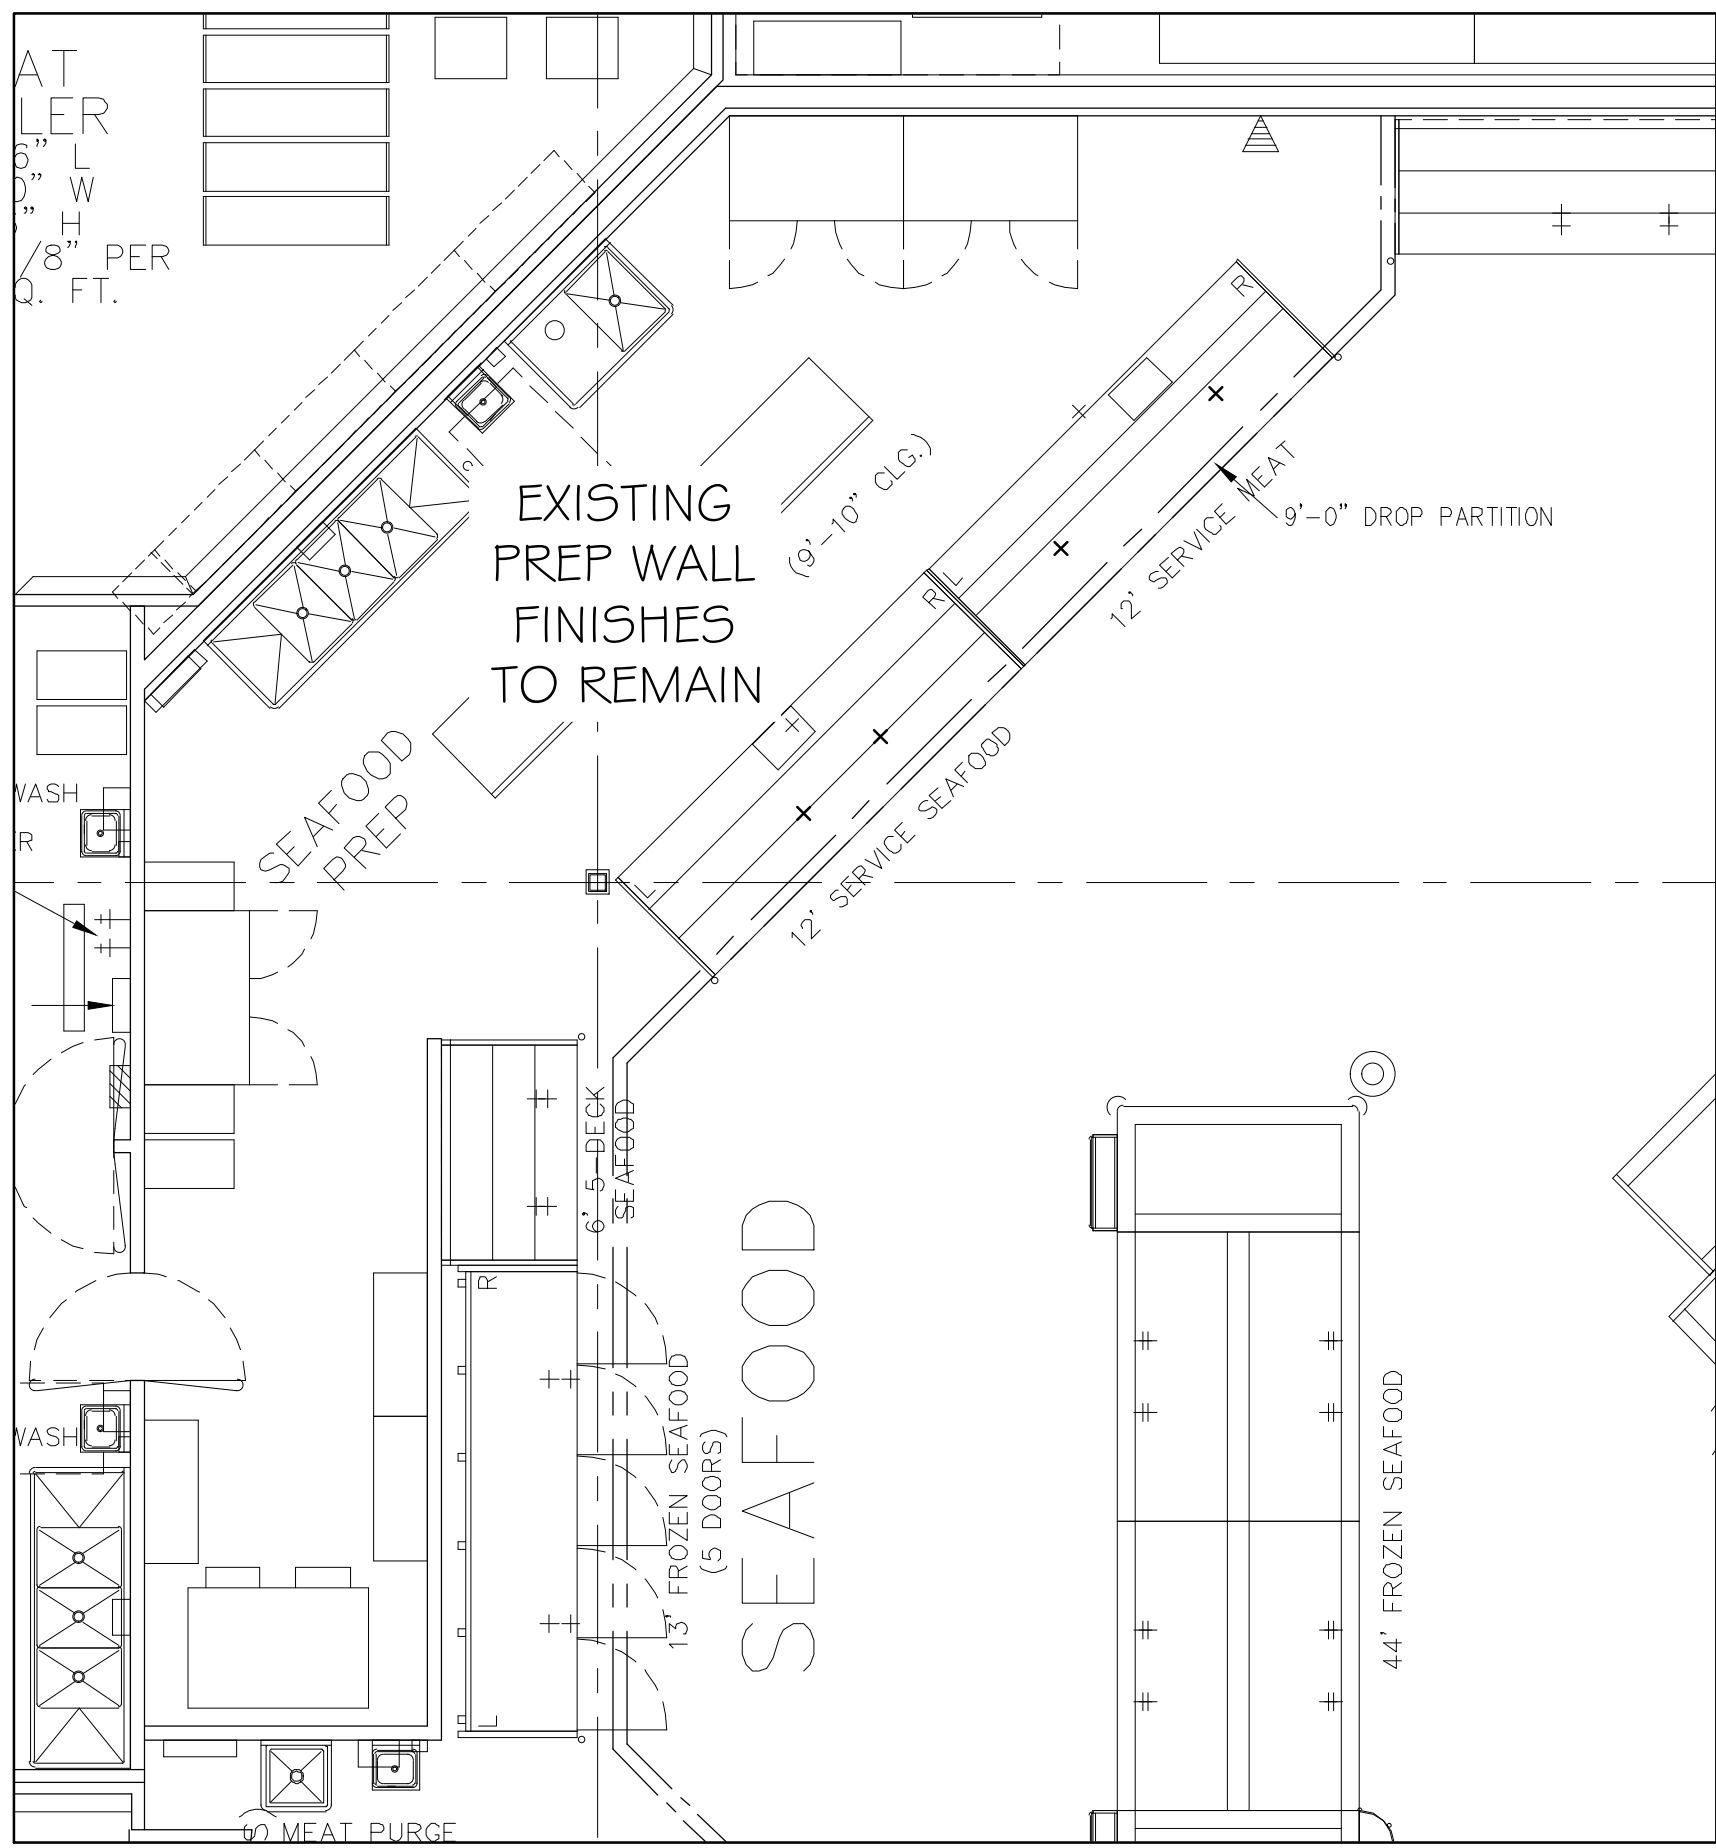 AT
LER
6" L
0" W
" H
/8" PER
Q. FT.
EXISTING
PREP WALL
FINISHES
TO REMAIN
(9'-10" CLG.)
R
L
12' SERVICE MEAT
9'-0" DROP PARTITION
R
L
12' SERVICE SEAFOOD
SEAFOOD
PREP
WASH
ER
6' 5-DECK
SEAFOOD
R
L
13' FROZEN SEAFOOD
(5 DOORS)
SEAFOOD
44' FROZEN SEAFOOD
WASH
(S) MEAT PURGE